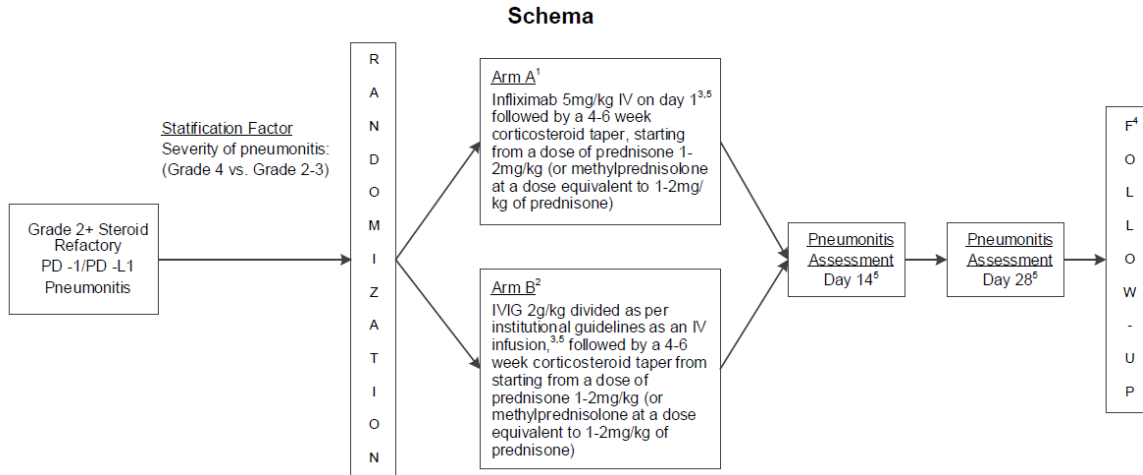 Schema
Statification Factor
Severity of pneumonitis:
(Grade 4 vs. Grade 2-3)
Grade 2+ Steroid
Refactory
PD -1/PD -L1
Pneumonitis
R
A
N
D
O
M
I
Z
A
T
I
O
N
Arm A¹
Infliximab 5mg/kg IV on day 1³,⁵
followed by a 4-6 week
corticosteroid taper, starting
from a dose of prednisone 1-
2mg/kg (or methylprednisolone
at a dose equivalent to 1-2mg/
kg of prednisone)
Arm B²
IVIG 2g/kg divided as per
institutional guidelines as an IV
infusion,³,⁵ followed by a 4-6
week corticosteroid taper from
starting from a dose of
prednisone 1-2mg/kg (or
methylprednisolone at a dose
equivalent to 1-2mg/kg of
prednisone)
Pneumonitis
Assessment
Day 14⁵
Pneumonitis
Assessment
Day 28⁵
F⁴
O
L
L
O
W
-
U
P